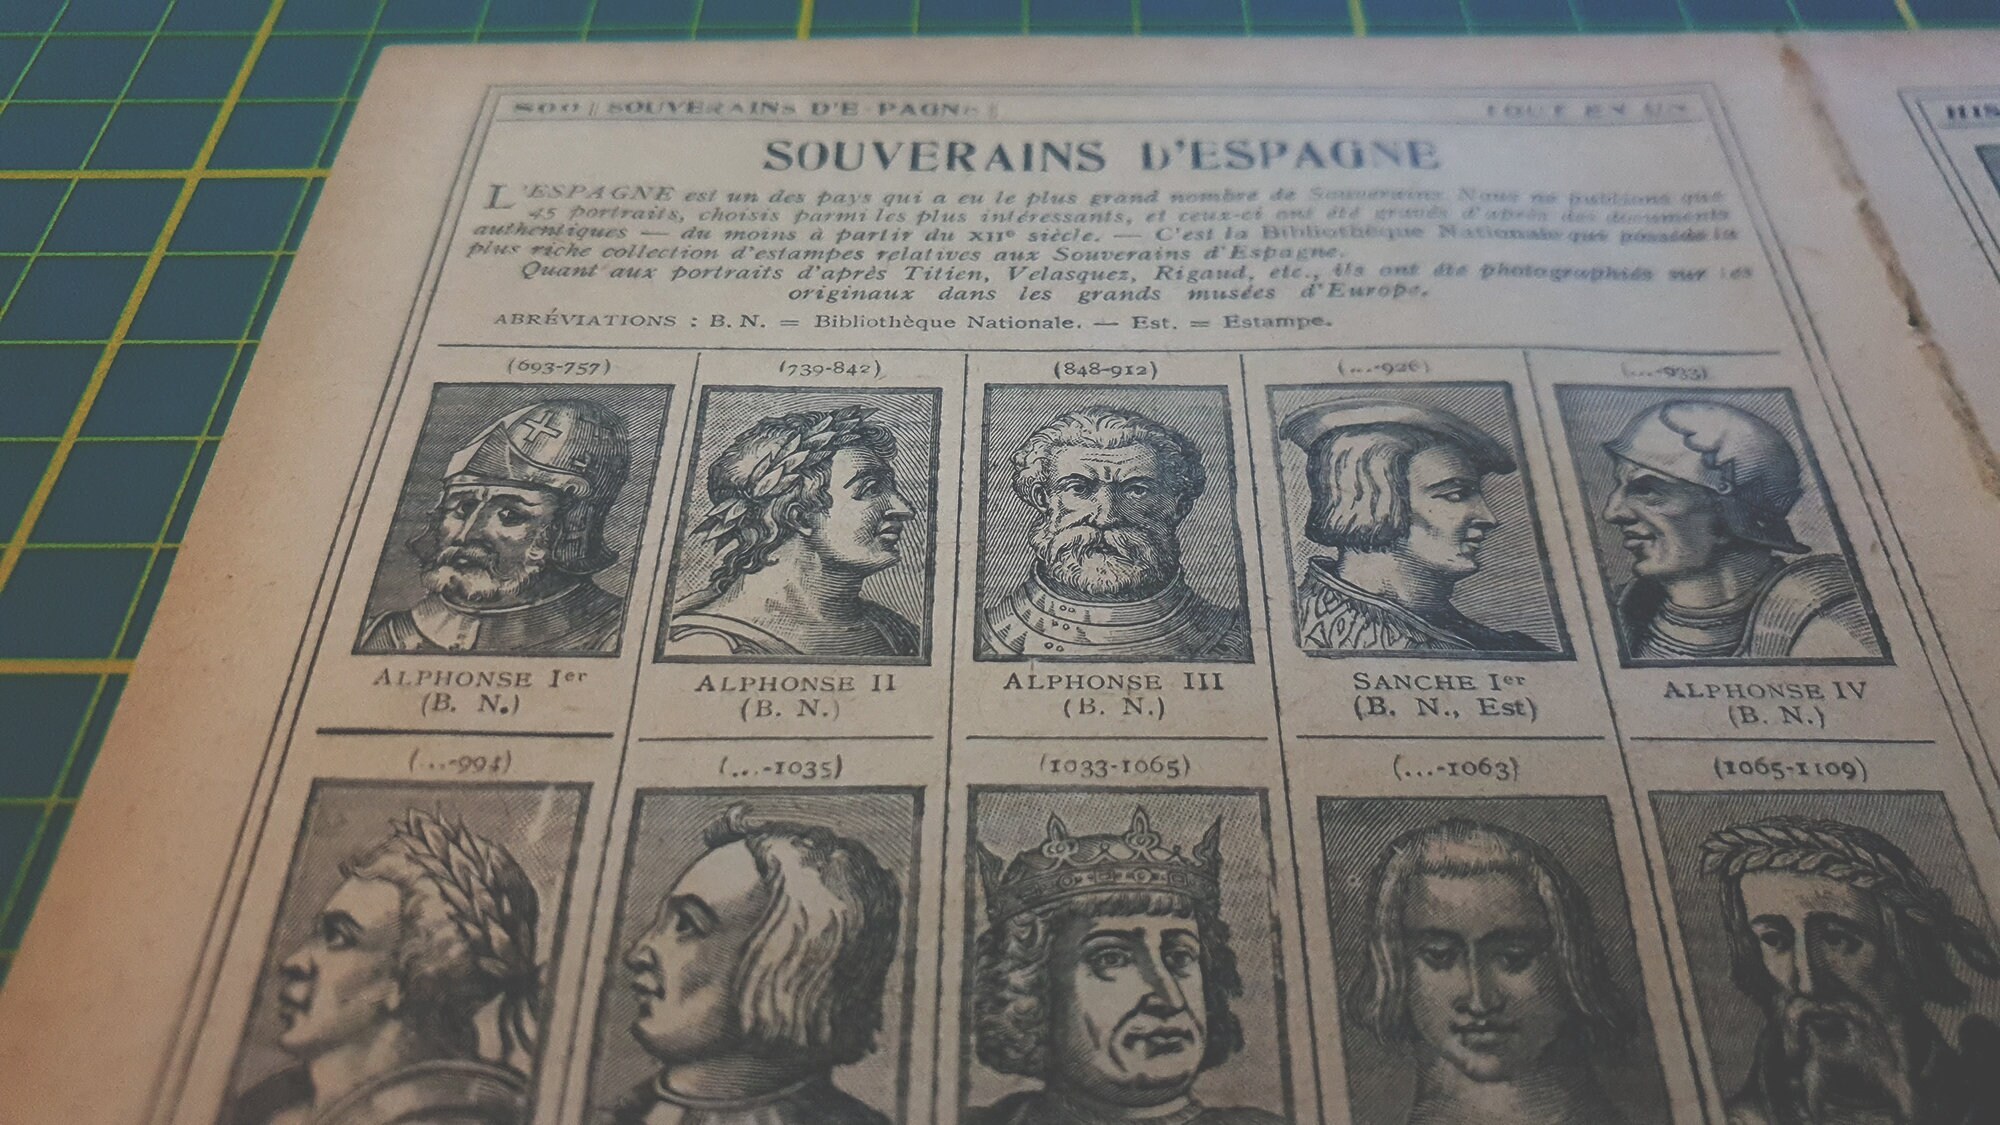 SOUVERAINS D'E PAGN
TOUT EN UN
HIS
SOUVERAINS D'ESPAGNE
L'ESPAGNE est un des pays qui a eu le plus grand nombre de Souverains Nous ne publions que
45 portraits, choisis parmi les plus intéressants, et ceux-ci ont été gravés d'après des documents
authentiques — du moins à partir du XIIe siècle. — C'est la Bibliothèque Nationale que possède la
plus riche collection d'estampes relatives aux Souverains d'Espagne.
Quant aux portraits d'après Titien, Velasquez, Rigaud, etc., ils ont été photographiés sur les
originaux dans les grands musées d'Europe.
ABRÉVIATIONS : B. N. = Bibliothèque Nationale. — Est. = Estampe.
(693-757) (739-842) (848-912) (...-926) (...-933)
ALPHONSE Ier ALPHONSE II ALPHONSE III SANCHE Ier ALPHONSE IV
(B. N.) (B. N.) (B. N.) (B. N., Est) (B. N.)
(...-994) (...-1035) (1033-1065) (...-1063) (1065-1109)